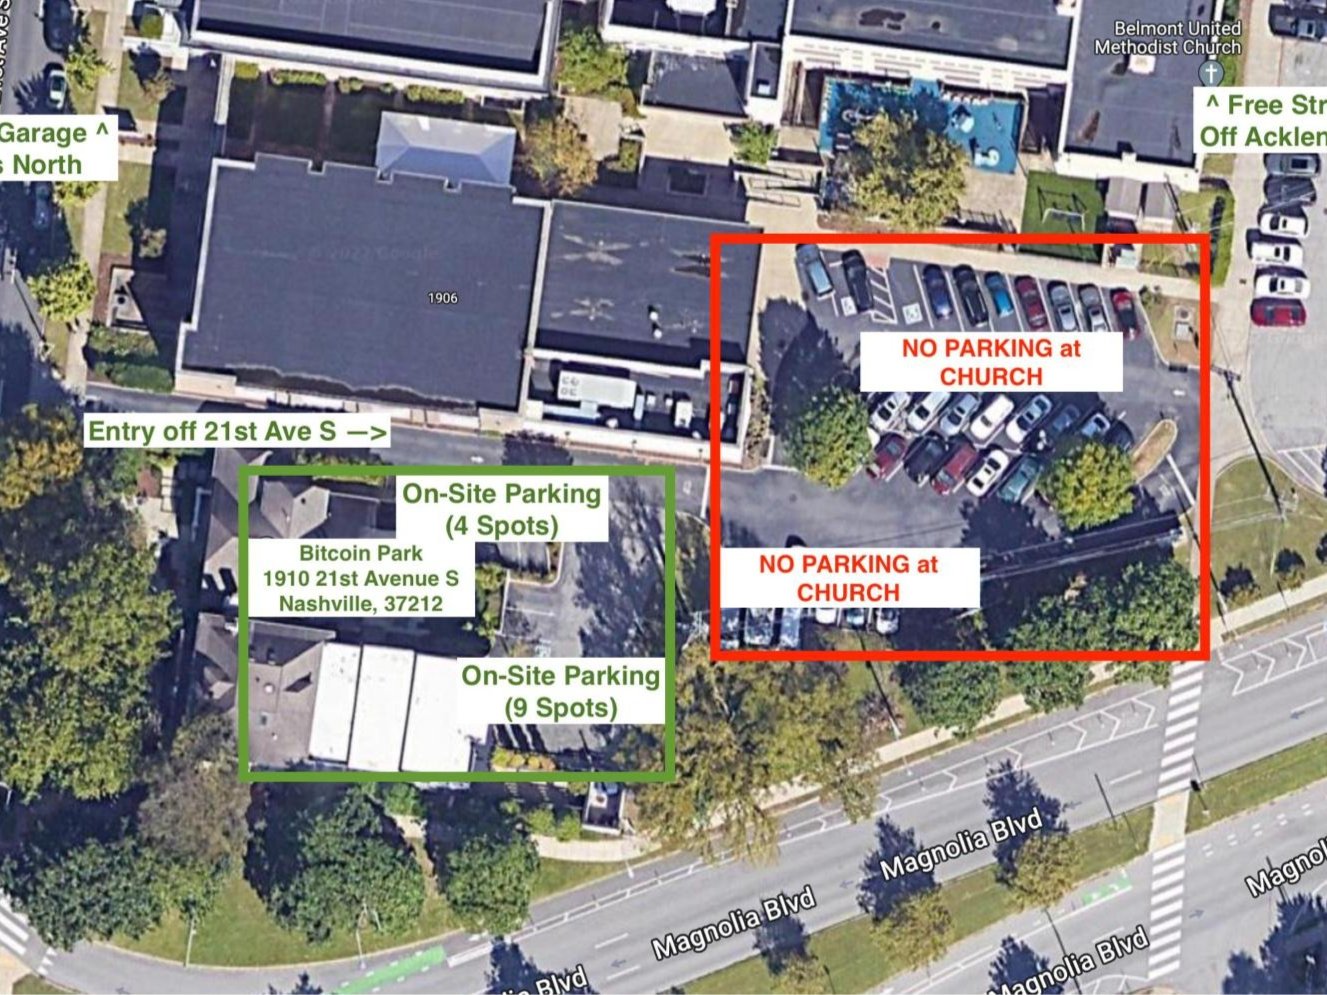 Belmont United
Methodist Church
^ Free Str
Off Acklen
Garage ^
s North
© 2022 Google
1906
NO PARKING at
CHURCH
Entry off 21st Ave S —>
On-Site Parking
(4 Spots)
Bitcoin Park
1910 21st Avenue S
Nashville, 37212
NO PARKING at
CHURCH
On-Site Parking
(9 Spots)
Magnolia Blvd
Magnolia Blvd
Magnol
Magnolia Blvd
Blvd